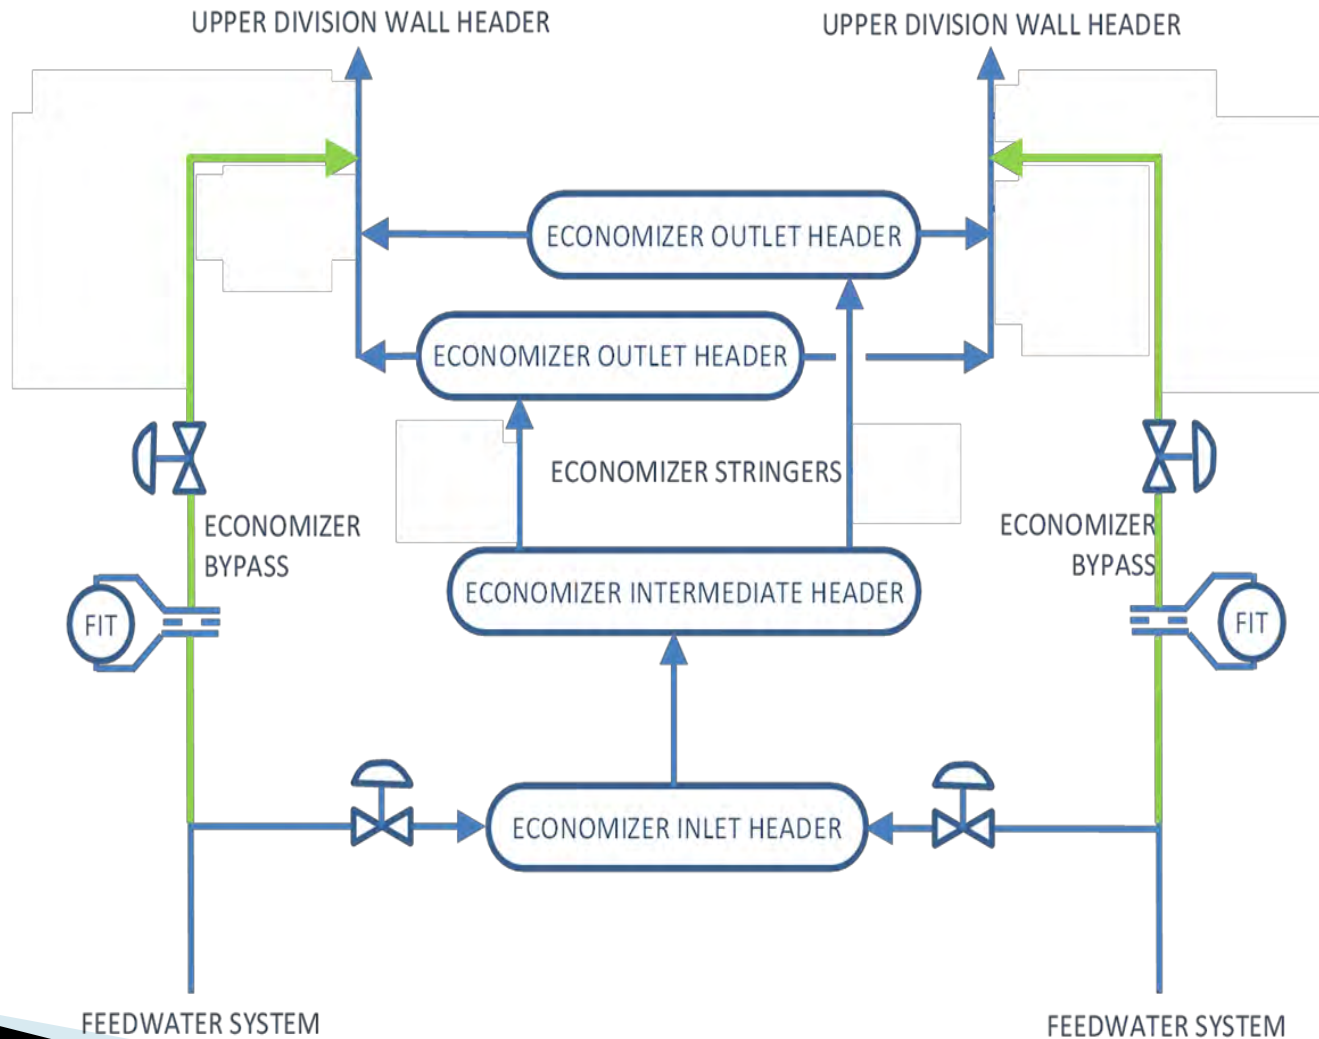 UPPER DIVISION WALL HEADER
UPPER DIVISION WALL HEADER
ECONOMIZER OUTLET HEADER
ECONOMIZER OUTLET HEADER
ECONOMIZER STRINGERS
ECONOMIZER
BYPASS
ECONOMIZER
BYPASS
ECONOMIZER INTERMEDIATE HEADER
FIT
FIT
ECONOMIZER INLET HEADER
FEEDWATER SYSTEM
FEEDWATER SYSTEM